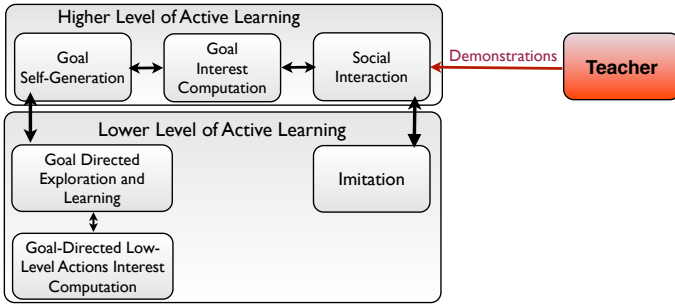 Higher Level of Active Learning
Goal
Self-Generation
Goal
Interest
Computation
Social
Interaction
Demonstrations
Teacher
Lower Level of Active Learning
Goal Directed
Exploration and
Learning
Imitation
Goal-Directed Low-
Level Actions Interest
Computation